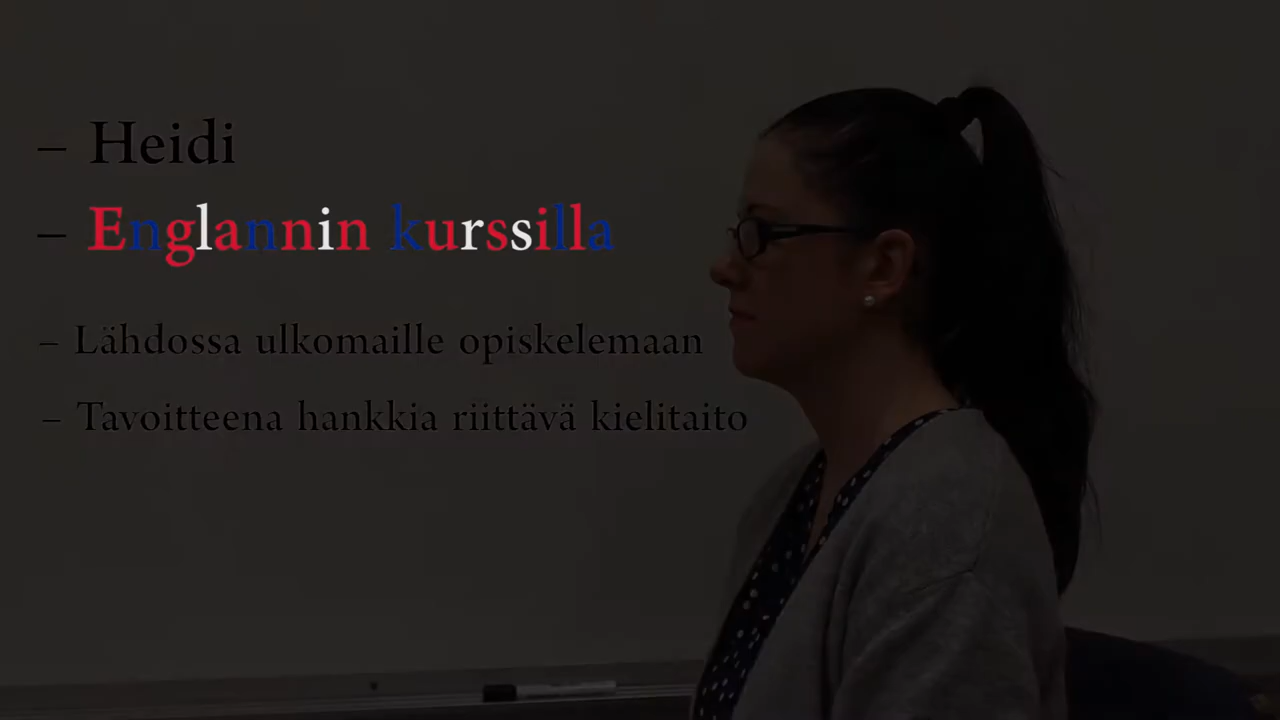 – Heidi
– Englannin kurssilla
– Lähdossa ulkomaille opiskelemaan
– Tavoitteena hankkia riittävä kielitaito